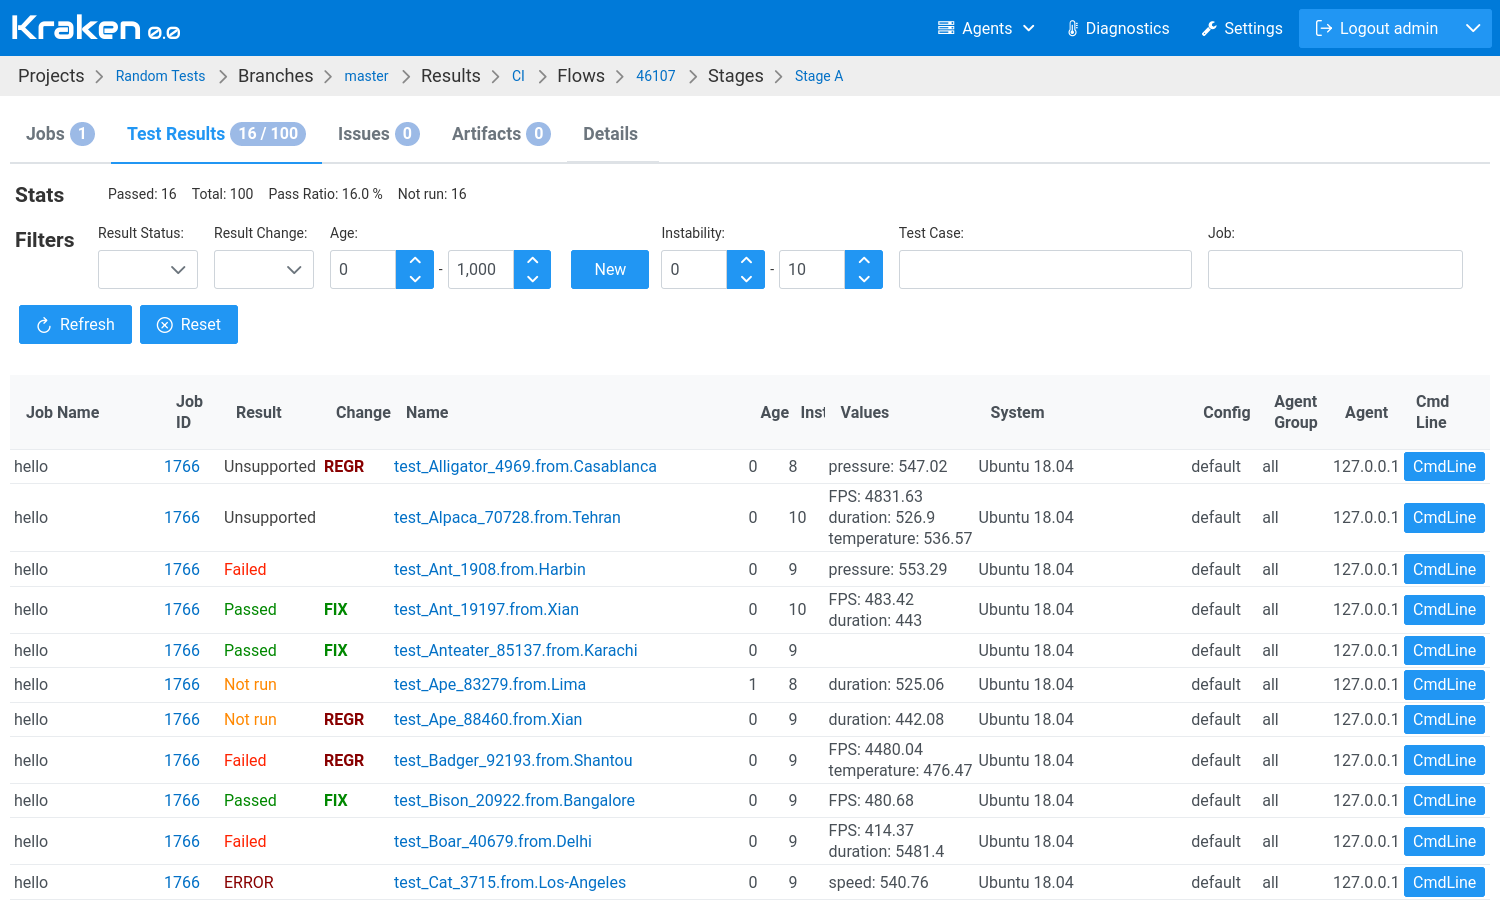 Kraken 0.0 Agents Diagnostics Settings Logout admin
Projects Random Tests Branches master Results CI Flows 46107 Stages Stage A
Jobs 1 Test Results 16 / 100 Issues 0 Artifacts 0 Details
Stats Passed: 16 Total: 100 Pass Ratio: 16.0 % Not run: 16
Filters Result Status: Result Change: Age: Instability: Test Case: Job:
0 - 1,000 New 0 - 10
Refresh Reset
Job Name Job ID Result Change Name Age Inst Values System Config Agent Group Agent Cmd Line
hello 1766 Unsupported REGR test_Alligator_4969.from.Casablanca 0 8 pressure: 547.02 Ubuntu 18.04 default all 127.0.0.1 CmdLine
FPS: 4831.63
hello 1766 Unsupported test_Alpaca_70728.from.Tehran 0 10 duration: 526.9 Ubuntu 18.04 default all 127.0.0.1 CmdLine
temperature: 536.57
hello 1766 Failed test_Ant_1908.from.Harbin 0 9 pressure: 553.29 Ubuntu 18.04 default all 127.0.0.1 CmdLine
hello 1766 Passed FIX test_Ant_19197.from.Xian 0 10 FPS: 483.42 Ubuntu 18.04 default all 127.0.0.1 CmdLine
duration: 443
hello 1766 Passed FIX test_Anteater_85137.from.Karachi 0 9 Ubuntu 18.04 default all 127.0.0.1 CmdLine
hello 1766 Not run test_Ape_83279.from.Lima 1 8 duration: 525.06 Ubuntu 18.04 default all 127.0.0.1 CmdLine
hello 1766 Not run REGR test_Ape_88460.from.Xian 0 9 duration: 442.08 Ubuntu 18.04 default all 127.0.0.1 CmdLine
hello 1766 Failed REGR test_Badger_92193.from.Shantou 0 9 FPS: 4480.04 Ubuntu 18.04 default all 127.0.0.1 CmdLine
temperature: 476.47
hello 1766 Passed FIX test_Bison_20922.from.Bangalore 0 9 FPS: 480.68 Ubuntu 18.04 default all 127.0.0.1 CmdLine
hello 1766 Failed test_Boar_40679.from.Delhi 0 9 FPS: 414.37 Ubuntu 18.04 default all 127.0.0.1 CmdLine
duration: 5481.4
hello 1766 ERROR test_Cat_3715.from.Los-Angeles 0 9 speed: 540.76 Ubuntu 18.04 default all 127.0.0.1 CmdLine